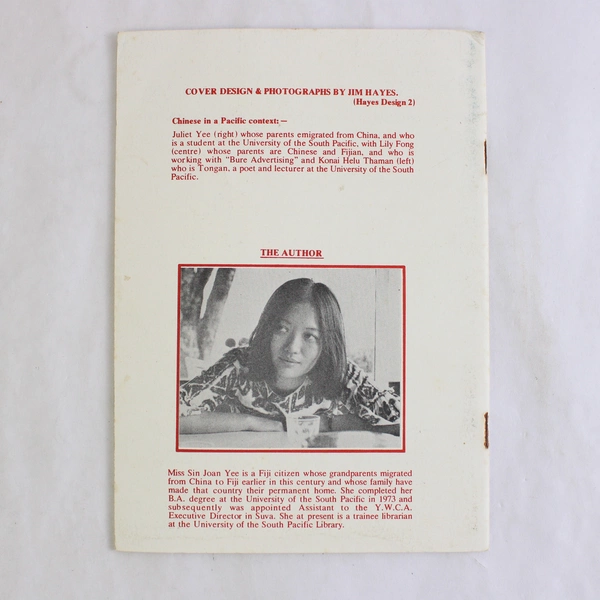 COVER DESIGN & PHOTOGRAPHS BY JIM HAYES.
(Hayes Design 2)
Chinese in a Pacific context:—
Juliet Yee (right) whose parents emigrated from China, and who
is a student at the University of the South Pacific, with Lily Fong
(centre) whose parents are Chinese and Fijian, and who is
working with "Bure Advertising" and Konai Helu Thaman (left)
who is Tongan, a poet and lecturer at the University of the South
Pacific.
THE AUTHOR
Miss Sin Joan Yee is a Fiji citizen whose grandparents migrated
from China to Fiji earlier in this century and whose family have
made that country their permanent home. She completed her
B.A. degree at the University of the South Pacific in 1973 and
subsequently was appointed Assistant to the Y.W.C.A.
Executive Director in Suva. She at present is a trainee librarian
at the University of the South Pacific Library.